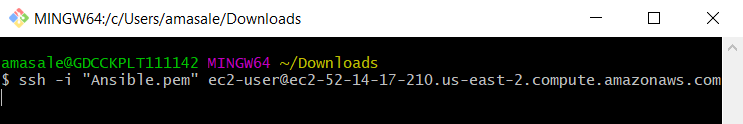 MINGW64:/c/Users/amasale/Downloads
amasale@GDCCKPLT111142 MINGW64 ~/Downloads
$ ssh -i "Ansible.pem" ec2-user@ec2-52-14-17-210.us-east-2.compute.amazonaws.com